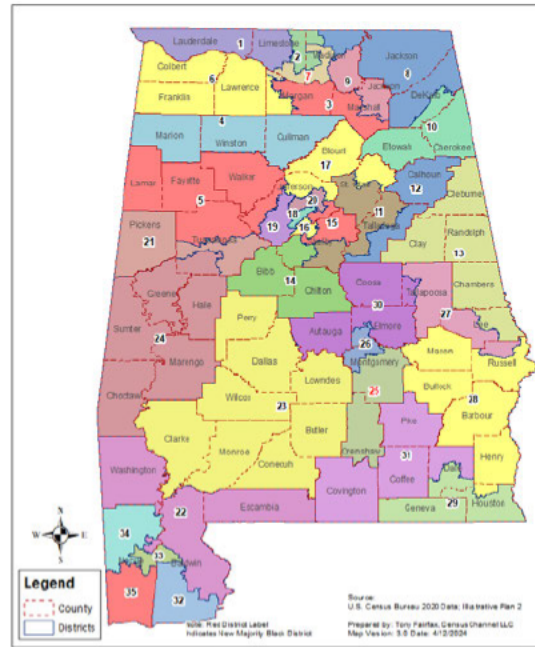 Lauderdale 1 Limestone 2 Madison
Colbert 6 7 9 Jackson 8
Franklin Lawrence Morgan 3 Marshall Jackson DeKalb
4 10
Marion Winston Cullman Etowah Cherokee
Blount
17
Lamar Fayette Walker Jefferson Calhoun 12 Cleburne
5 18 20 11
19 16 15 Talladega Randolph
Pickens 21 Tuscaloosa Clay 13
Bibb 14 Chilton Coosa Tallapoosa Chambers
Greene Hale 30 27 Lee
Sumter 24 Perry Autauga Elmore
26 Macon Russell
Marengo Dallas Montgomery
Lowndes 25 Bullock 28
Choctaw Wilcox 23 Barbour
Clarke Butler Crenshaw Pike
Monroe 31 Henry
Washington Conecuh Coffee Dale
22 Escambia Covington Geneva 29 Houston
34
33 Baldwin
35 32
N
W E
S
Legend
County
Districts
Note: Red District Label
Indicates New Majority Black District
Source:
U.S. Census Bureau 2020 Data; Illustrative Plan 2
Prepared by: Tony Fairfax, CensusChannel LLC
Map Version: 3.0 Date: 4/12/2024